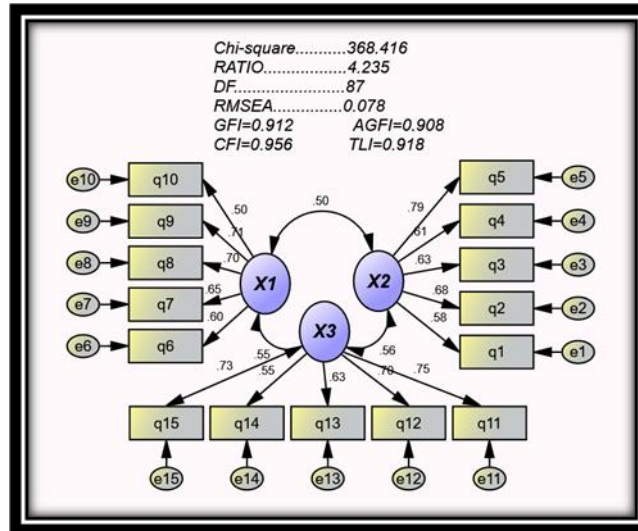 Chi-square...........368.416
RATIO.....................4.235
DF..........................87
RMSEA.................0.078
GFI=0.912 AGFI=0.908
CFI=0.956 TLI=0.918
e10 q10 q5 e5
.50 .50 .79
e9 q9 q4 e4
.71 .61
e8 q8 q3 e3
.70 X1 X2 .63
e7 q7 q2 e2
.65 .68
e6 q6 X3 q1 e1
.60 .58
.73 .55 .55 .63 .56 .70 .75
q15 q14 q13 q12 q11
e15 e14 e13 e12 e11